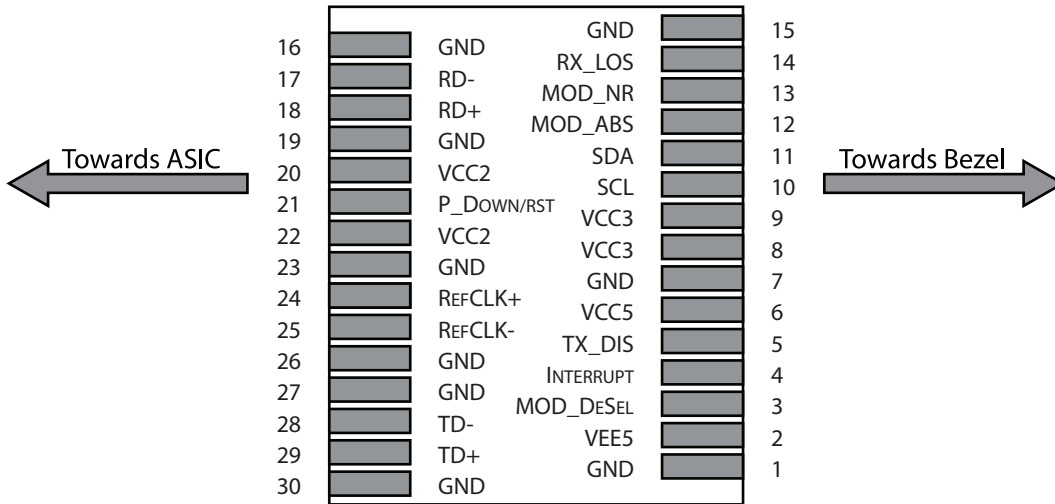 GND 15
16 GND
RX_LOS 14
17 RD-
MOD_NR 13
18 RD+
MOD_ABS 12
19 GND
SDA 11
Towards ASIC
Towards Bezel
20 VCC2
SCL 10
21 P_DOWN/RST
VCC3 9
22 VCC2
VCC3 8
23 GND
GND 7
24 REFCLK+
VCC5 6
25 REFCLK-
TX_DIS 5
26 GND
INTERRUPT 4
27 GND
MOD_DESEL 3
28 TD-
VEE5 2
29 TD+
GND 1
30 GND